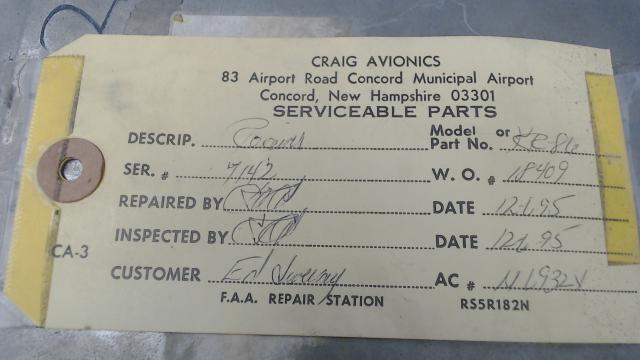 CRAIG AVIONICS
83 Airport Road Concord Municipal Airport
Concord, New Hampshire 03301
SERVICEABLE PARTS
DESCRIP. Model or Part No.
SER. # 7142 W. O. # 18409
REPAIRED BY DATE 12.1.95
INSPECTED BY DATE 12.1.95
CA-3
CUSTOMER Ed AC #
F.A.A. REPAIR STATION RS5R182N